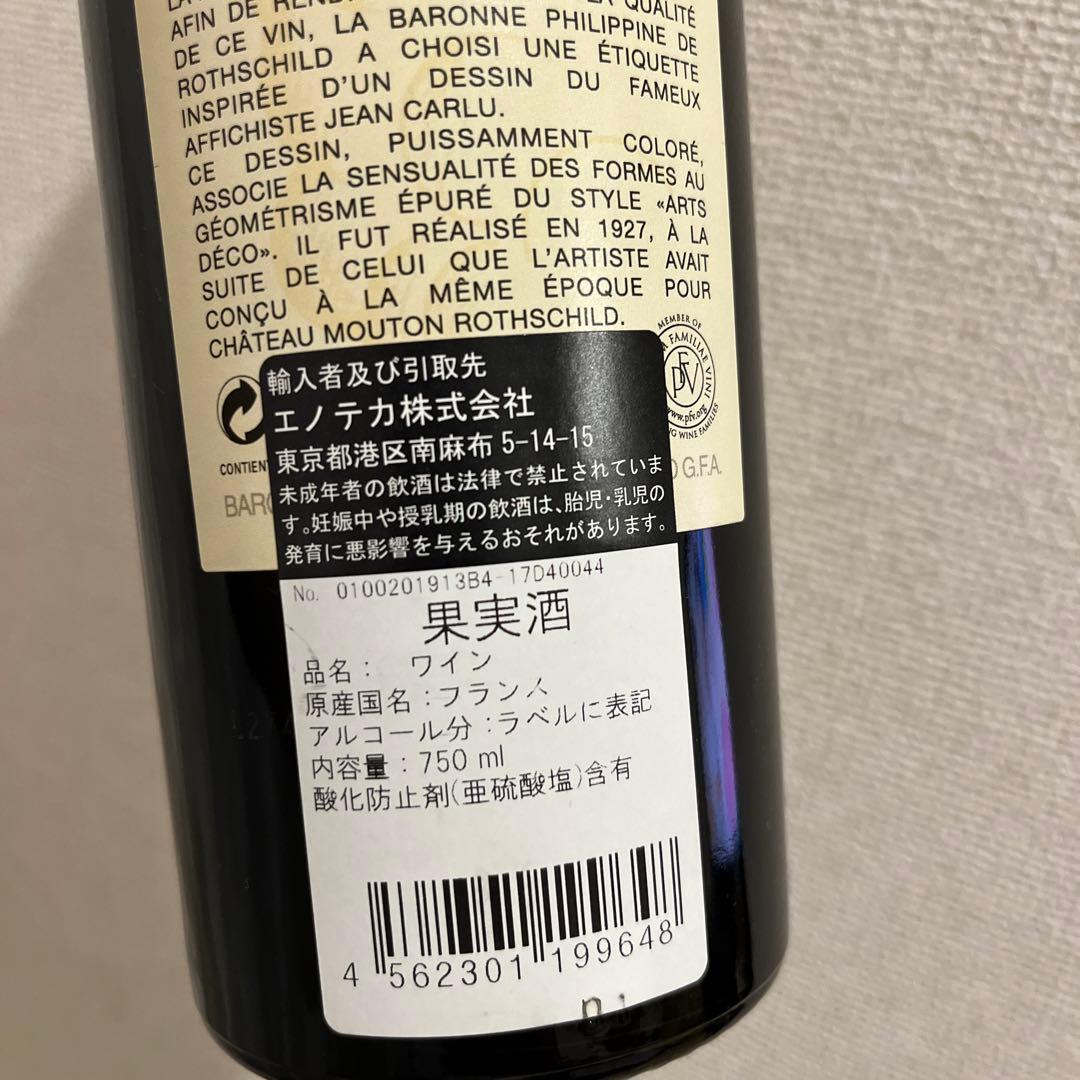 AFIN DE RENDRE LA QUALITÉ
DE CE VIN, LA BARONNE PHILIPPINE DE
ROTHSCHILD A CHOISI UNE ÉTIQUETTE
INSPIRÉE D'UN DESSIN DU FAMEUX
AFFICHISTE JEAN CARLU.
CE DESSIN, PUISSAMMENT COLORÉ,
ASSOCIE LA SENSUALITÉ DES FORMES AU
GÉOMÉTRISME ÉPURÉ DU STYLE «ARTS
DÉCO». IL FUT RÉALISÉ EN 1927, À LA
SUITE DE CELUI QUE L'ARTISTE AVAIT
CONÇU À LA MÊME ÉPOQUE POUR
CHÂTEAU MOUTON ROTHSCHILD.
MEMBER OF
FAMILIAE VINI
PFV
www.pfv.org
WINE FAMILIES
G.F.A.
輸入者及び引取先
エノテカ株式会社
東京都港区南麻布 5-14-15
未成年者の飲酒は法律で禁止されていま
す。妊娠中や授乳期の飲酒は、胎児・乳児の
発育に悪影響を与えるおそれがあります。
No. 0100201913B4-17D40044
果実酒
品名： ワイン
原産国名：フランス
アルコール分：ラベルに表記
内容量：750 ml
酸化防止剤(亜硫酸塩)含有
4 562301 199648